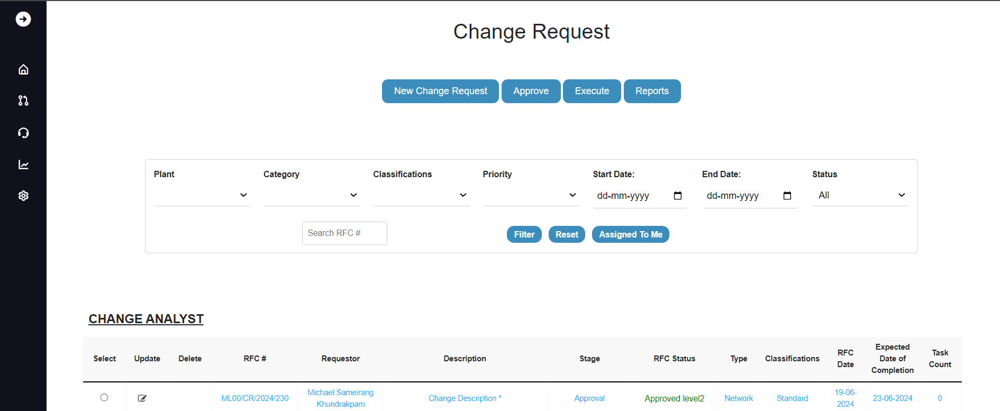 Change Request
New Change Request Approve Execute Reports
Plant Category Classifications Priority Start Date: End Date: Status
dd-mm-yyyy dd-mm-yyyy All
Search RFC # Filter Reset Assigned To Me
CHANGE ANALYST
Select Update Delete RFC # Requestor Description Stage RFC Status Type Classifications RFC Date Expected Date of Completion Task Count
ML00/CR/2024/230 Michael Sameirang Khundrakpam Change Description * Approval Approved level2 Network Standard 19-06-2024 23-06-2024 0